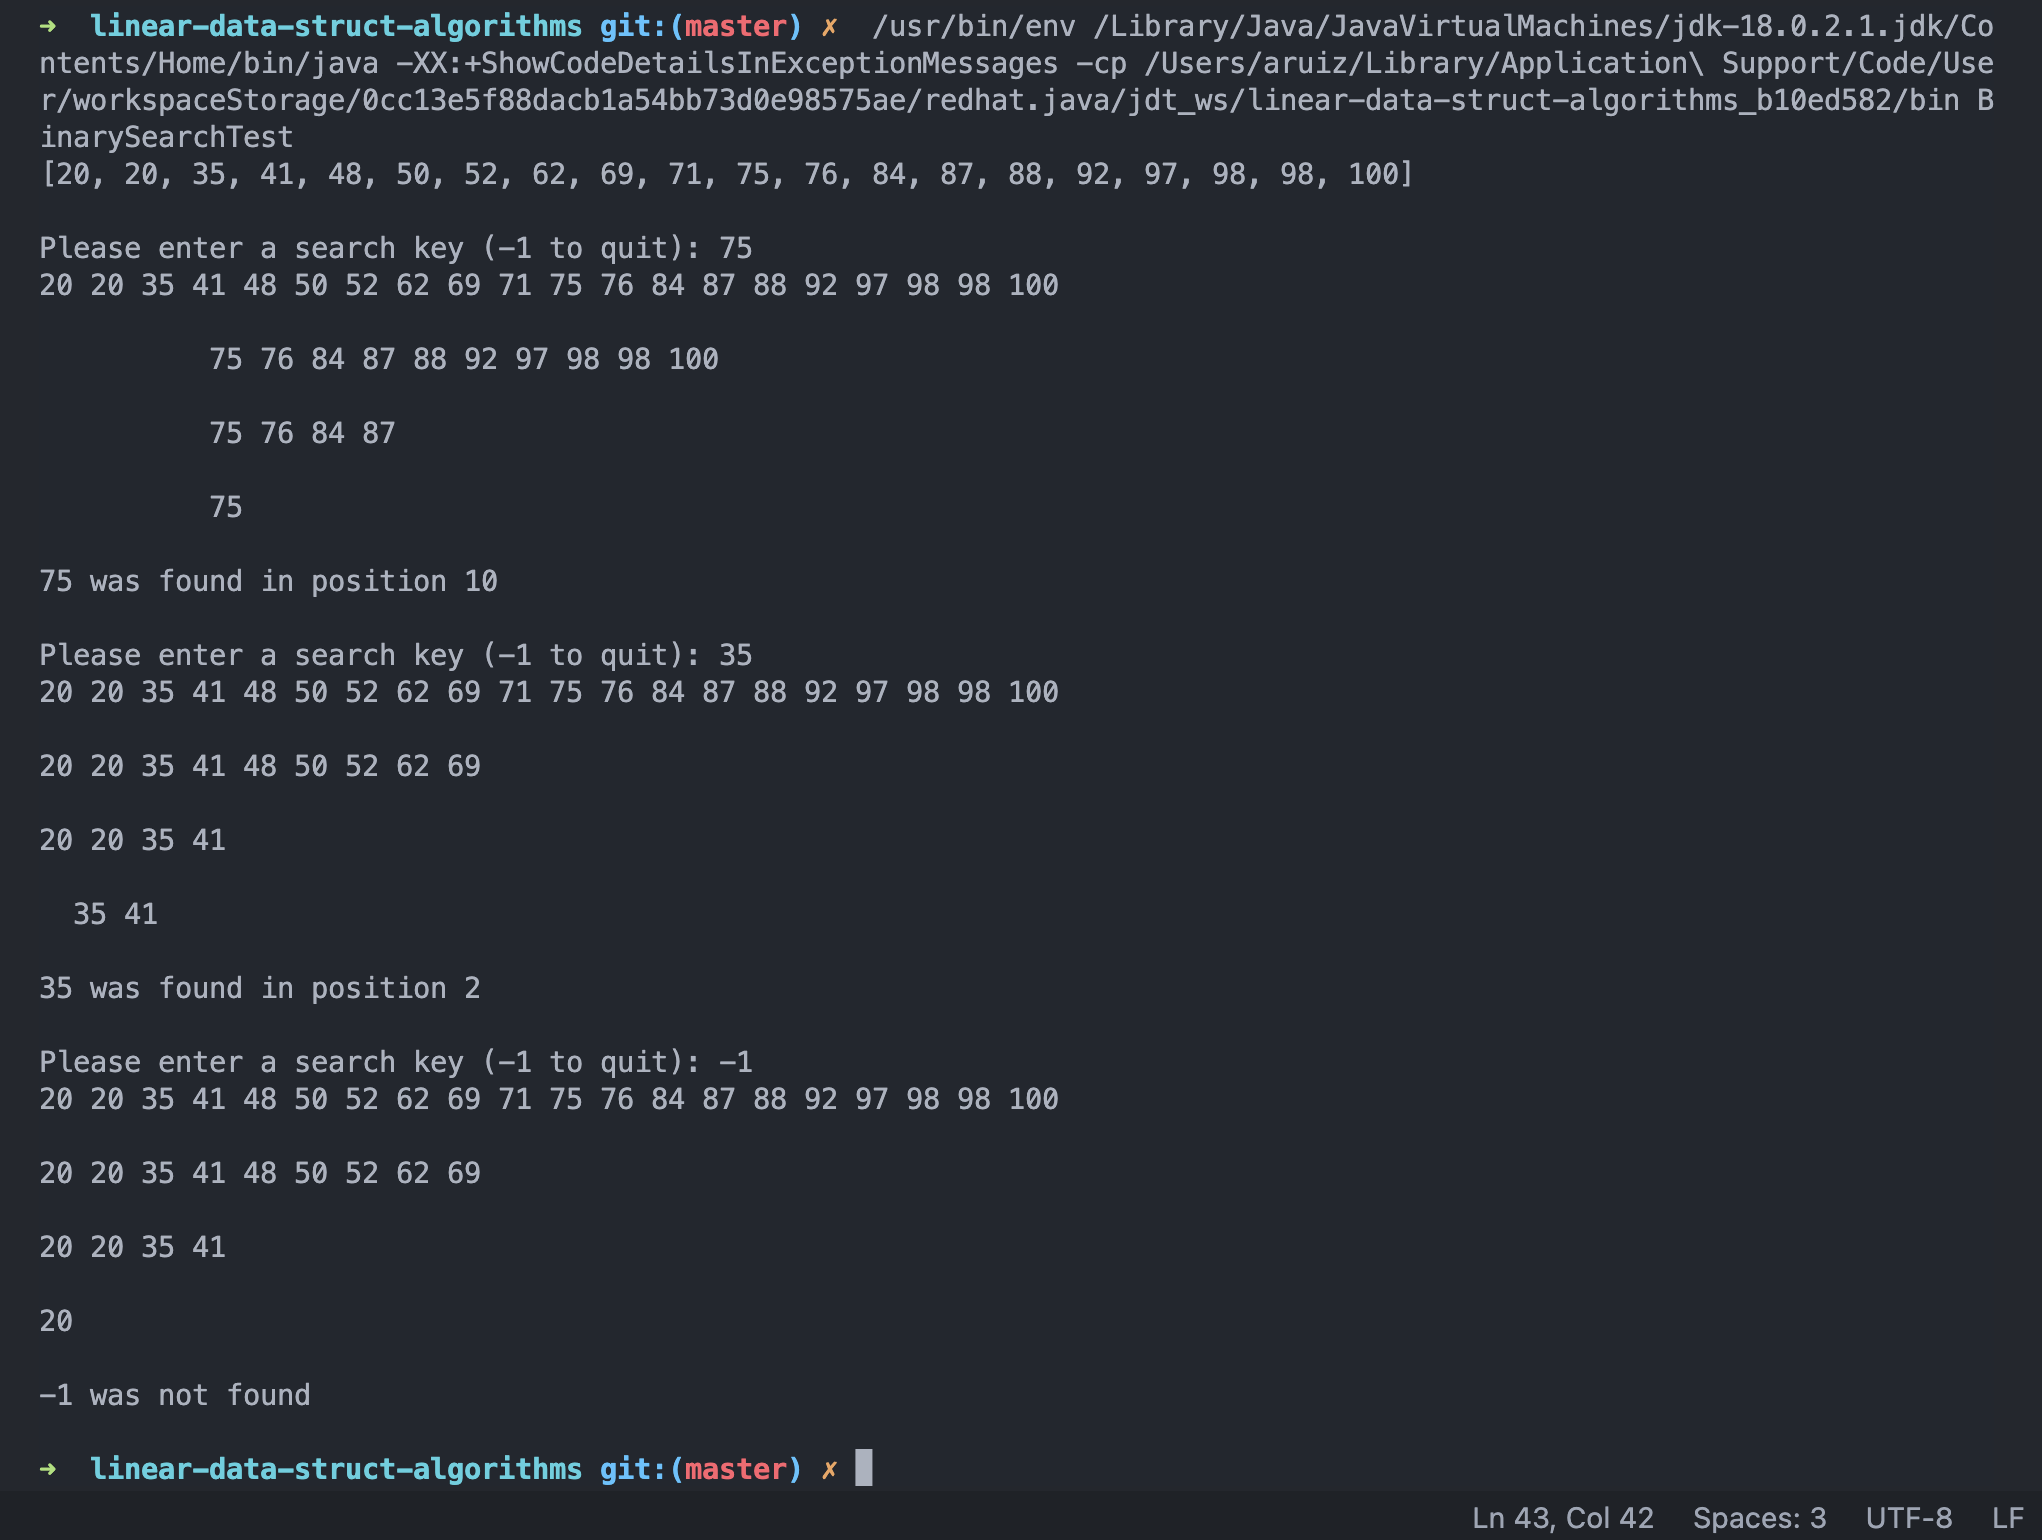 ➜  linear-data-struct-algorithms git:(master) ✗  /usr/bin/env /Library/Java/JavaVirtualMachines/jdk-18.0.2.1.jdk/Co
ntents/Home/bin/java -XX:+ShowCodeDetailsInExceptionMessages -cp /Users/aruiz/Library/Application\ Support/Code/Use
r/workspaceStorage/0cc13e5f88dacb1a54bb73d0e98575ae/redhat.java/jdt_ws/linear-data-struct-algorithms_b10ed582/bin B
inarySearchTest
[20, 20, 35, 41, 48, 50, 52, 62, 69, 71, 75, 76, 84, 87, 88, 92, 97, 98, 98, 100]
Please enter a search key (-1 to quit): 75
20 20 35 41 48 50 52 62 69 71 75 76 84 87 88 92 97 98 98 100
          75 76 84 87 88 92 97 98 98 100
          75 76 84 87
          75
75 was found in position 10
Please enter a search key (-1 to quit): 35
20 20 35 41 48 50 52 62 69 71 75 76 84 87 88 92 97 98 98 100
20 20 35 41 48 50 52 62 69
20 20 35 41
  35 41
35 was found in position 2
Please enter a search key (-1 to quit): -1
20 20 35 41 48 50 52 62 69 71 75 76 84 87 88 92 97 98 98 100
20 20 35 41 48 50 52 62 69
20 20 35 41
20
-1 was not found
➜  linear-data-struct-algorithms git:(master) ✗
Ln 43, Col 42  Spaces: 3  UTF-8  LF